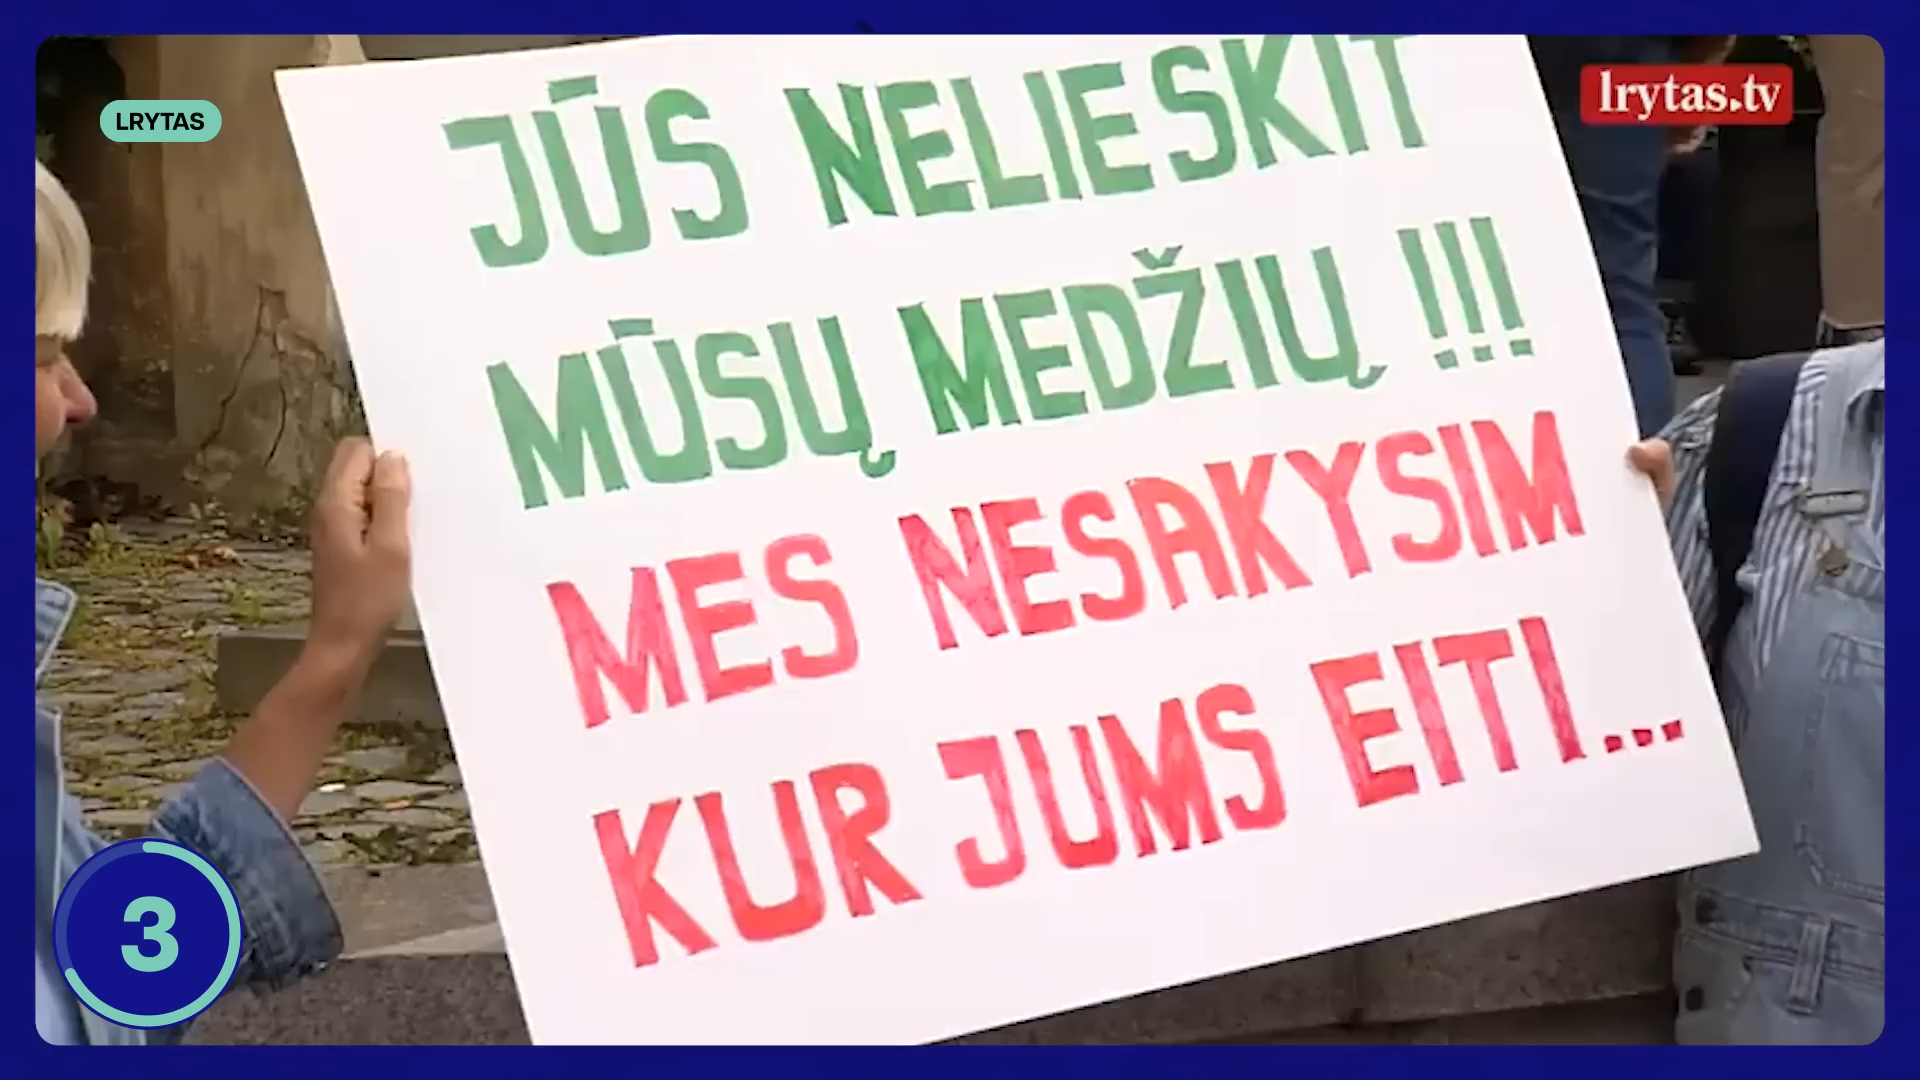 LRYTAS
lrytas.tv
JŪS NELIESKIT
MŪSŲ MEDŽIŲ !!!
MES NESAKYSIM
KUR JUMS EITI...
3